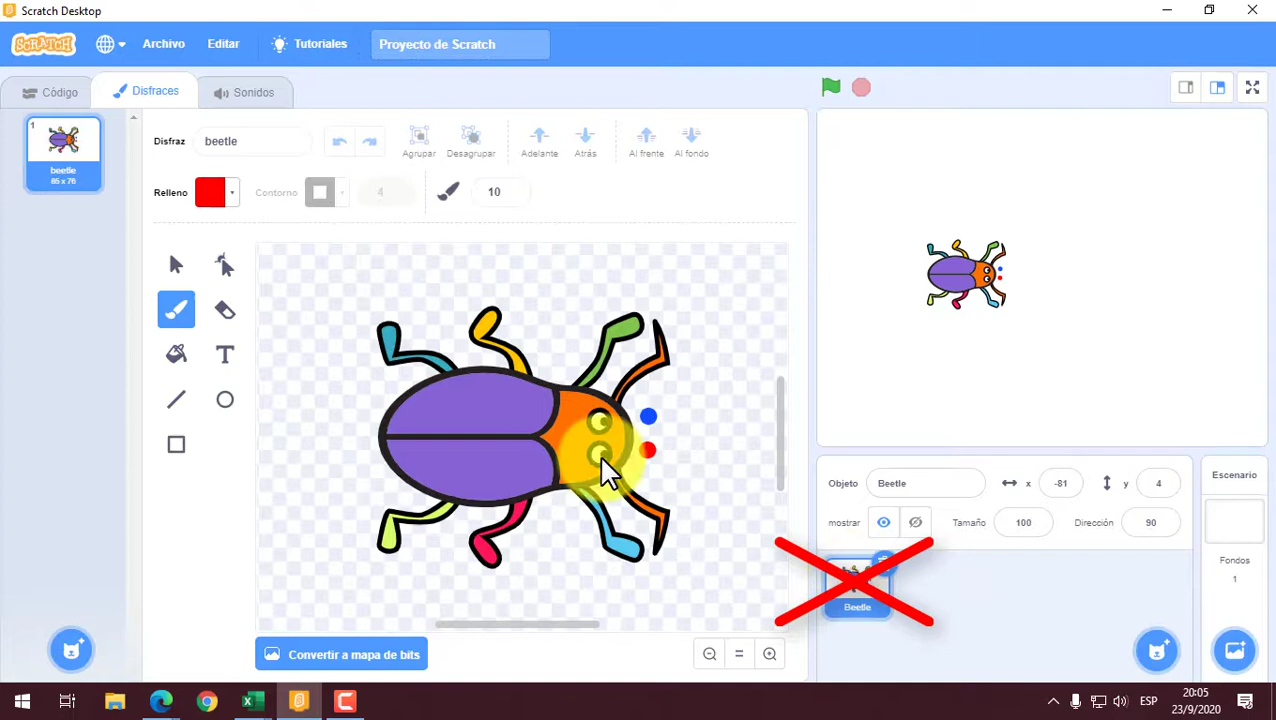 Scratch Desktop
SCRATCH
Archivo
Editar
Tutoriales
Proyecto de Scratch
Código
Disfraces
Sonidos
1
beetle
85 x 76
Disfraz
beetle
Agrupar
Desagrupar
Adelante
Atrás
Al frente
Al fondo
Relleno
Contorno
4
10
T
Convertir a mapa de bits
Objeto
Beetle
x
-81
y
4
mostrar
Tamaño
100
Dirección
90
Beetle
Escenario
Fondos
1
ESP
20:05
23/9/2020